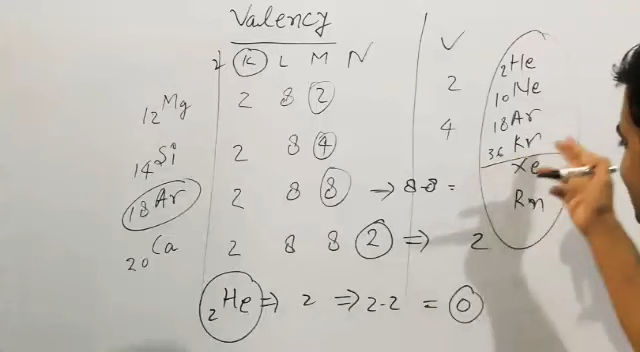 Valency
K L M N V
12Mg 2 8 2 2
14Si 2 8 4 4
18Ar 2 8 8 → 8-8 =
20Ca 2 8 8 2 ⇒ 2
2He ⇒ 2 ⇒ 2-2 = 0
2He
10Ne
18Ar
36Kr
Xe
Rn